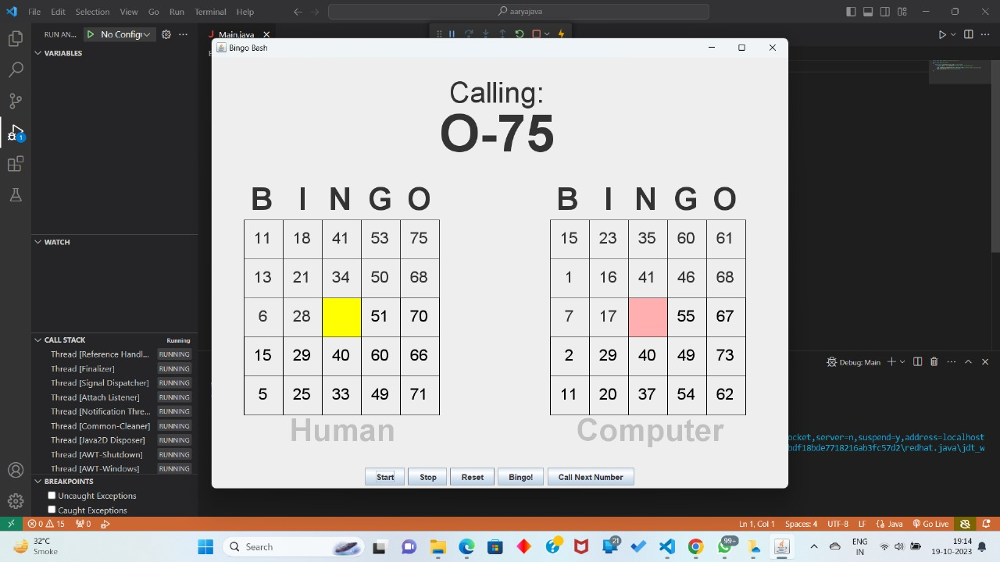 File Edit Selection View Go Run Terminal Help
aaryajava
RUN AN... No Config
Main.java
VARIABLES
WATCH
CALL STACK Running
Thread [Reference Handl... RUNNING
Thread [Finalizer] RUNNING
Thread [Signal Dispatcher] RUNNING
Thread [Attach Listener] RUNNING
Thread [Notification Thre... RUNNING
Thread [Common-Cleaner] RUNNING
Thread [Java2D Disposer] RUNNING
Thread [AWT-Shutdown] RUNNING
Thread [AWT-Windows] RUNNING
BREAKPOINTS
Uncaught Exceptions
Caught Exceptions
Bingo Bash
Calling:
O-75
B I N G O
11 18 41 53 75
13 21 34 50 68
6 28 51 70
15 29 40 60 66
5 25 33 49 71
Human
B I N G O
15 23 35 60 61
1 16 41 46 68
7 17 55 67
2 29 40 49 73
11 20 37 54 62
Computer
Start Stop Reset Bingo! Call Next Number
Debug: Main
ocket,server=n,suspend=y,address=localhost
bdf18bde7718216ab3fc57d2\redhat.java\jdt_w
0 15 0
Ln 1, Col 1 Spaces: 4 UTF-8 LF {} Java Go Live
32°C
Smoke
Search
21
99+
ENG
IN
19:14
19-10-2023